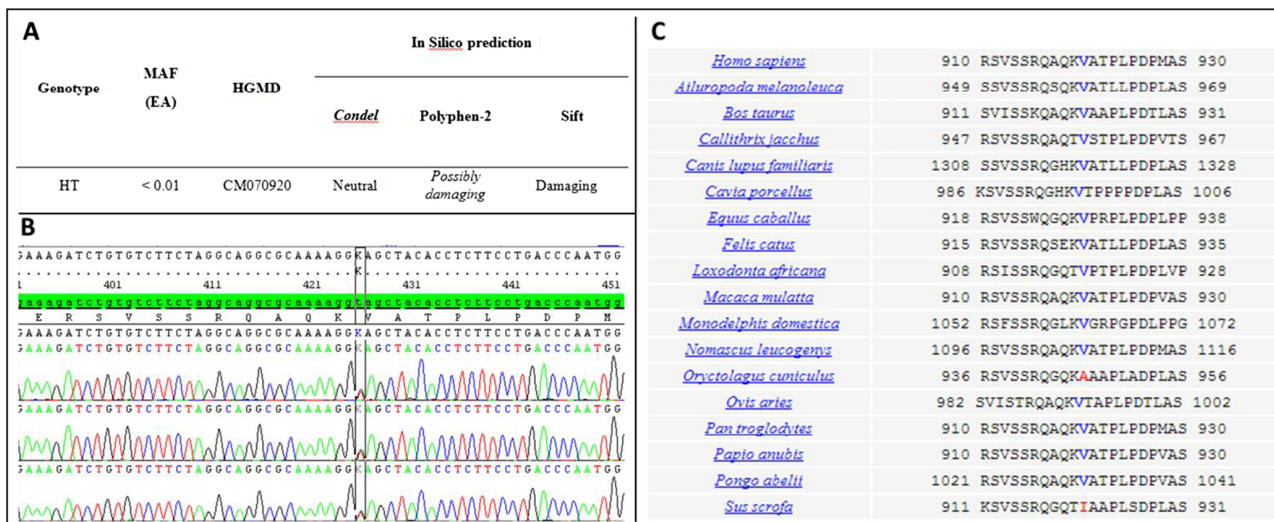 A
In Silico prediction
Genotype
MAF
(EA)
HGMD
Condel
Polyphen-2
Sift
HT
< 0.01
CM070920
Neutral
Possibly
damaging
Damaging
B
GAAAGATCTGTGTCTTCTAGGCAGGCGCAAAAGGKAGCTACACCTCTTCCTGACCCAATGG
K
1 401 411 421 431 441 451
gaaagatctgtgtcttctaggcaggcgcaaaaggtagctacacctcttcctgacccaatgg
E R S V S S R Q A Q K V A T P L P D P M
GAAAGATCTGTGTCTTCTAGGCAGGCGCAAAAGGKAGCTACACCTCTTCCTGACCCAATGG
GAAAGATCTGTGTCTTCTAGGCAGGCGCAAAAGGKAGCTACACCTCTTCCTGACCCAATGG
GAAAGATCTGTGTCTTCTAGGCAGGCGCAAAAGGKAGCTACACCTCTTCCTGACCCAATGG
GAAAGATCTGTGTCTTCTAGGCAGGCGCAAAAGGKAGCTACACCTCTTCCTGACCCAATGG
C
Homo sapiens 910 RSVSSRQAQKVATPLPDPMAS 930
Ailuropoda melanoleuca 949 SSVSSRQSQKVATLLPDPLAS 969
Bos taurus 911 SVISSKQAQKVAAPLPDTLAS 931
Callithrix jacchus 947 RSVSSRQAQTVSTPLPDPVTS 967
Canis lupus familiaris 1308 SSVSSRQGHKVATLLPDPLAS 1328
Cavia porcellus 986 KSVSSRQGHKVTPPPPDPLAS 1006
Equus caballus 918 RSVSSWQGQKVPRPLPDPLPP 938
Felis catus 915 RSVSSRQSEKVATLLPDPLAS 935
Loxodonta africana 908 RSISSRQGQTVPTPLPDPLVP 928
Macaca mulatta 910 RSVSSRQAQKVATPLPDPVAS 930
Monodelphis domestica 1052 RSFSSRQGLKVGRPGPDLPPG 1072
Nomascus leucogenys 1096 RSVSSRQAQKVATPLPDPMAS 1116
Oryctolagus cuniculus 936 RSVSSRQGQKAAAPLADPLAS 956
Ovis aries 982 SVISTRQAQKVTAPLPDTLAS 1002
Pan troglodytes 910 RSVSSRQAQKVATPLPDPMAS 930
Papio anubis 910 RSVSSRQAQKVATPLPDPVAS 930
Pongo abelii 1021 RSVSSRQAQKVATPLPDPVAS 1041
Sus scrofa 911 KSVSSRQGQTIAAPLSDPLAS 931